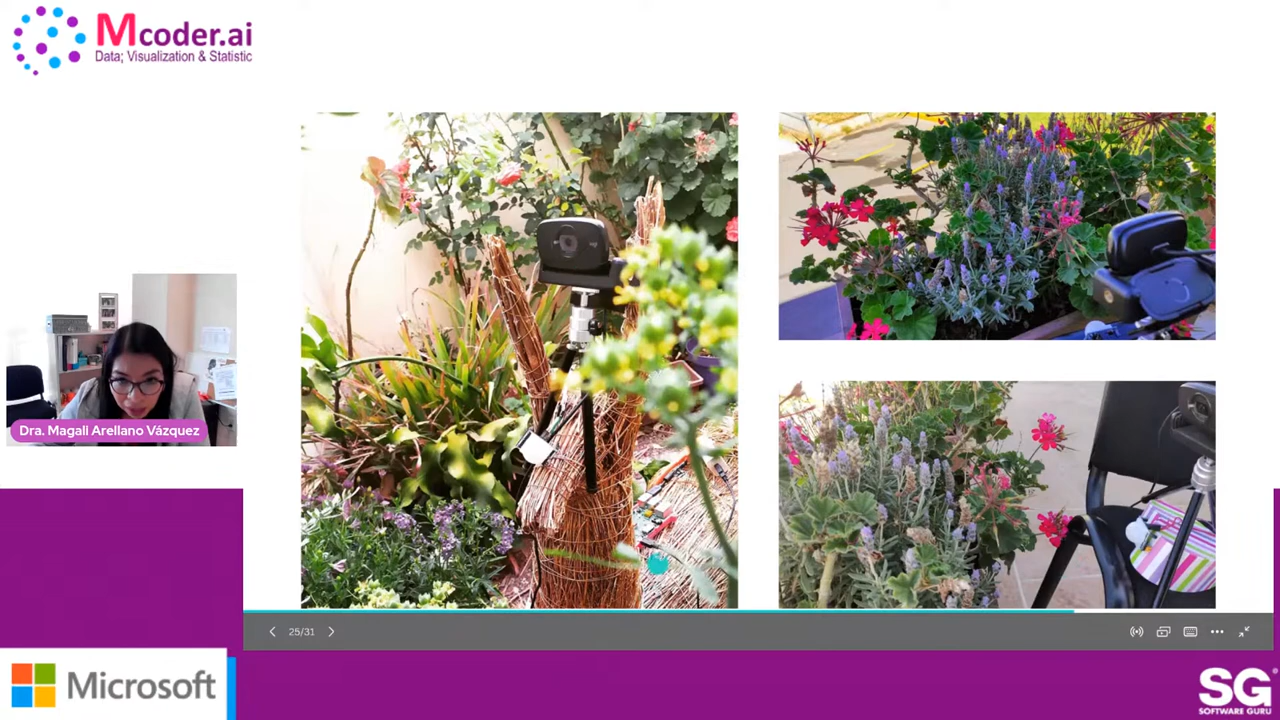 Mcoder.ai
Data; Visualization & Statistic
Dra. Magali Arellano Vázquez
25/31
Microsoft
SG
SOFTWARE GURU